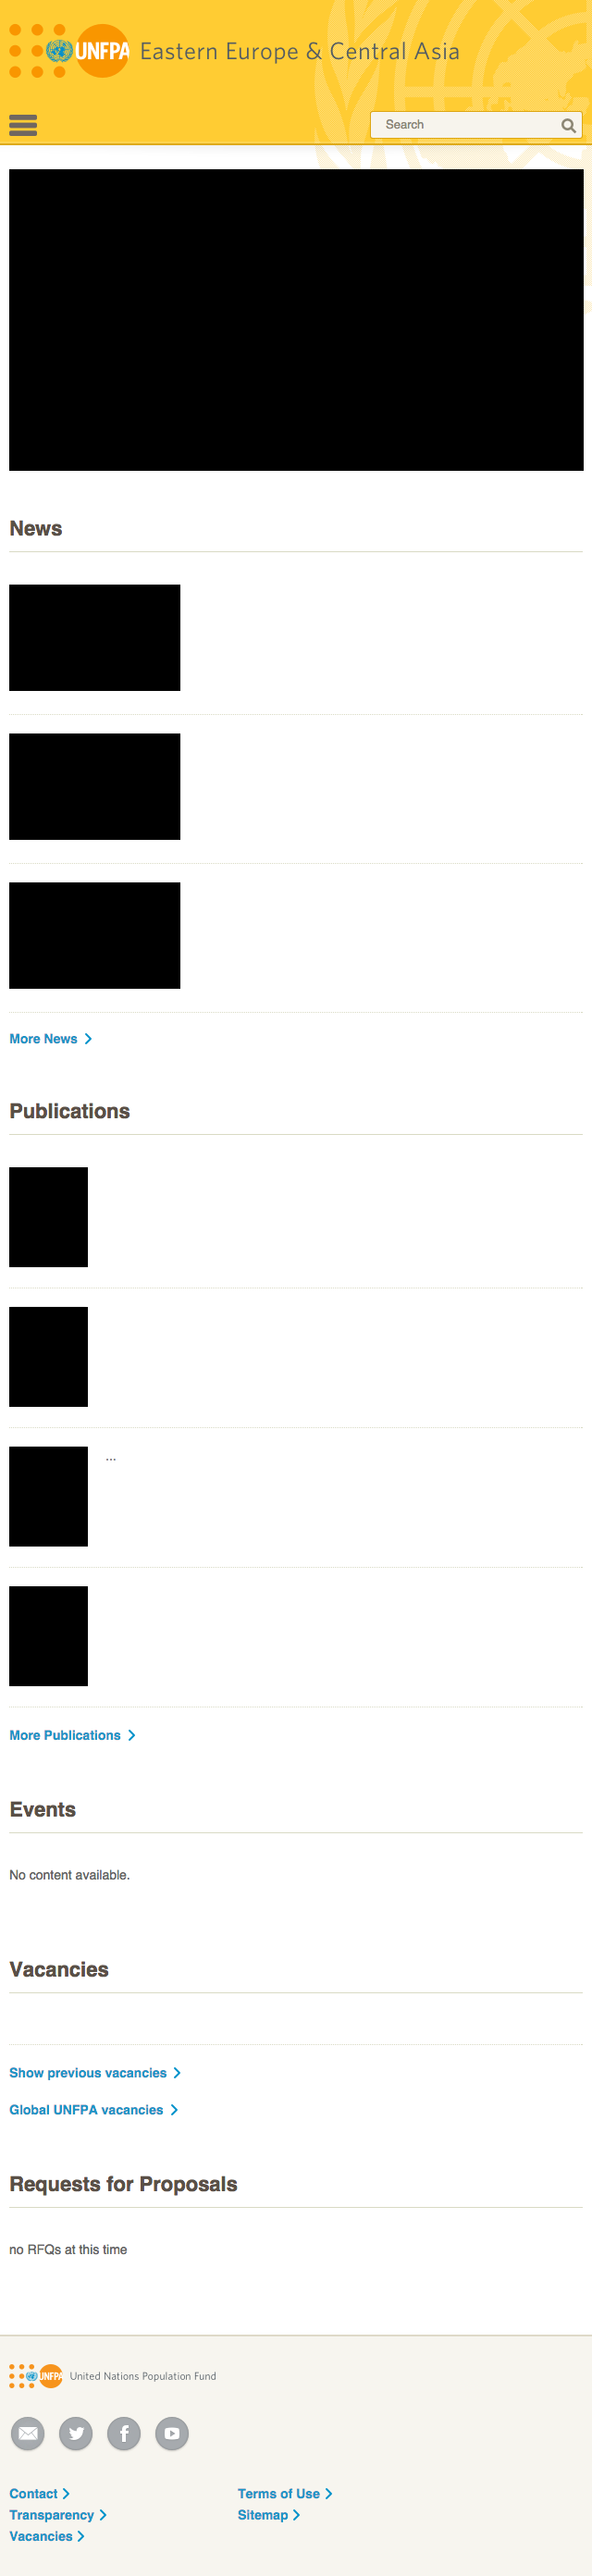 UNFPA Eastern Europe & Central Asia
Search
News
More News
Publications
...
More Publications
Events
No content available.
Vacancies
Show previous vacancies
Global UNFPA vacancies
Requests for Proposals
no RFQs at this time
UNFPA United Nations Population Fund
Contact Terms of Use
Transparency Sitemap
Vacancies